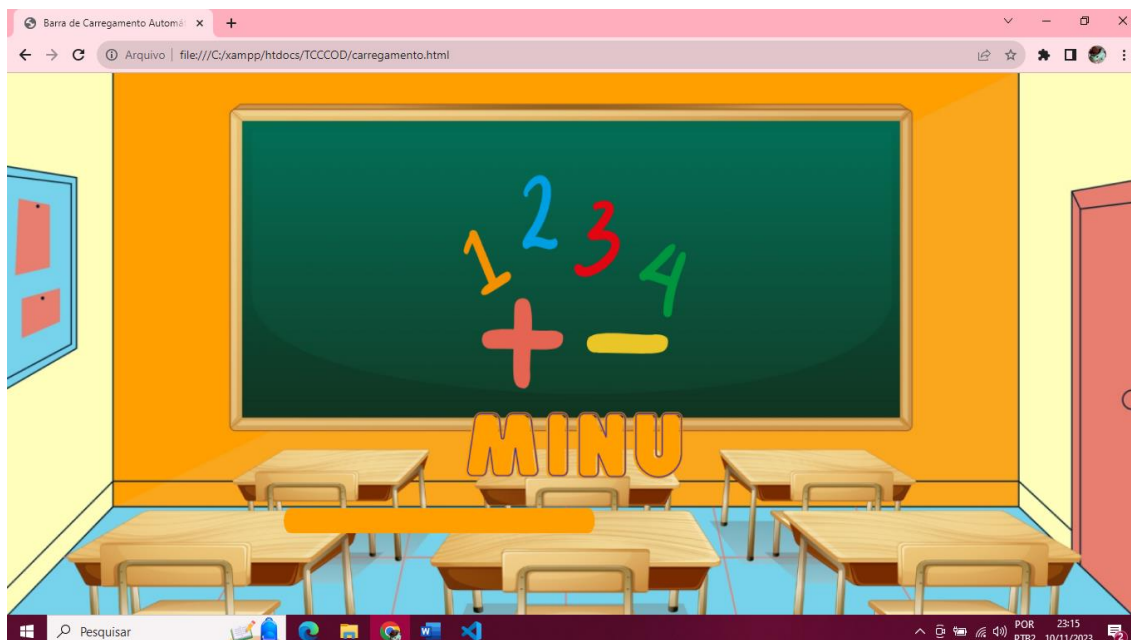 Barra de Carregamento Automá
Arquivo | file:///C:/xampp/htdocs/TCCCOD/carregamento.html
1 2 3 4
+ −
MINU
Pesquisar
POR 23:15
PTB2 10/11/2023